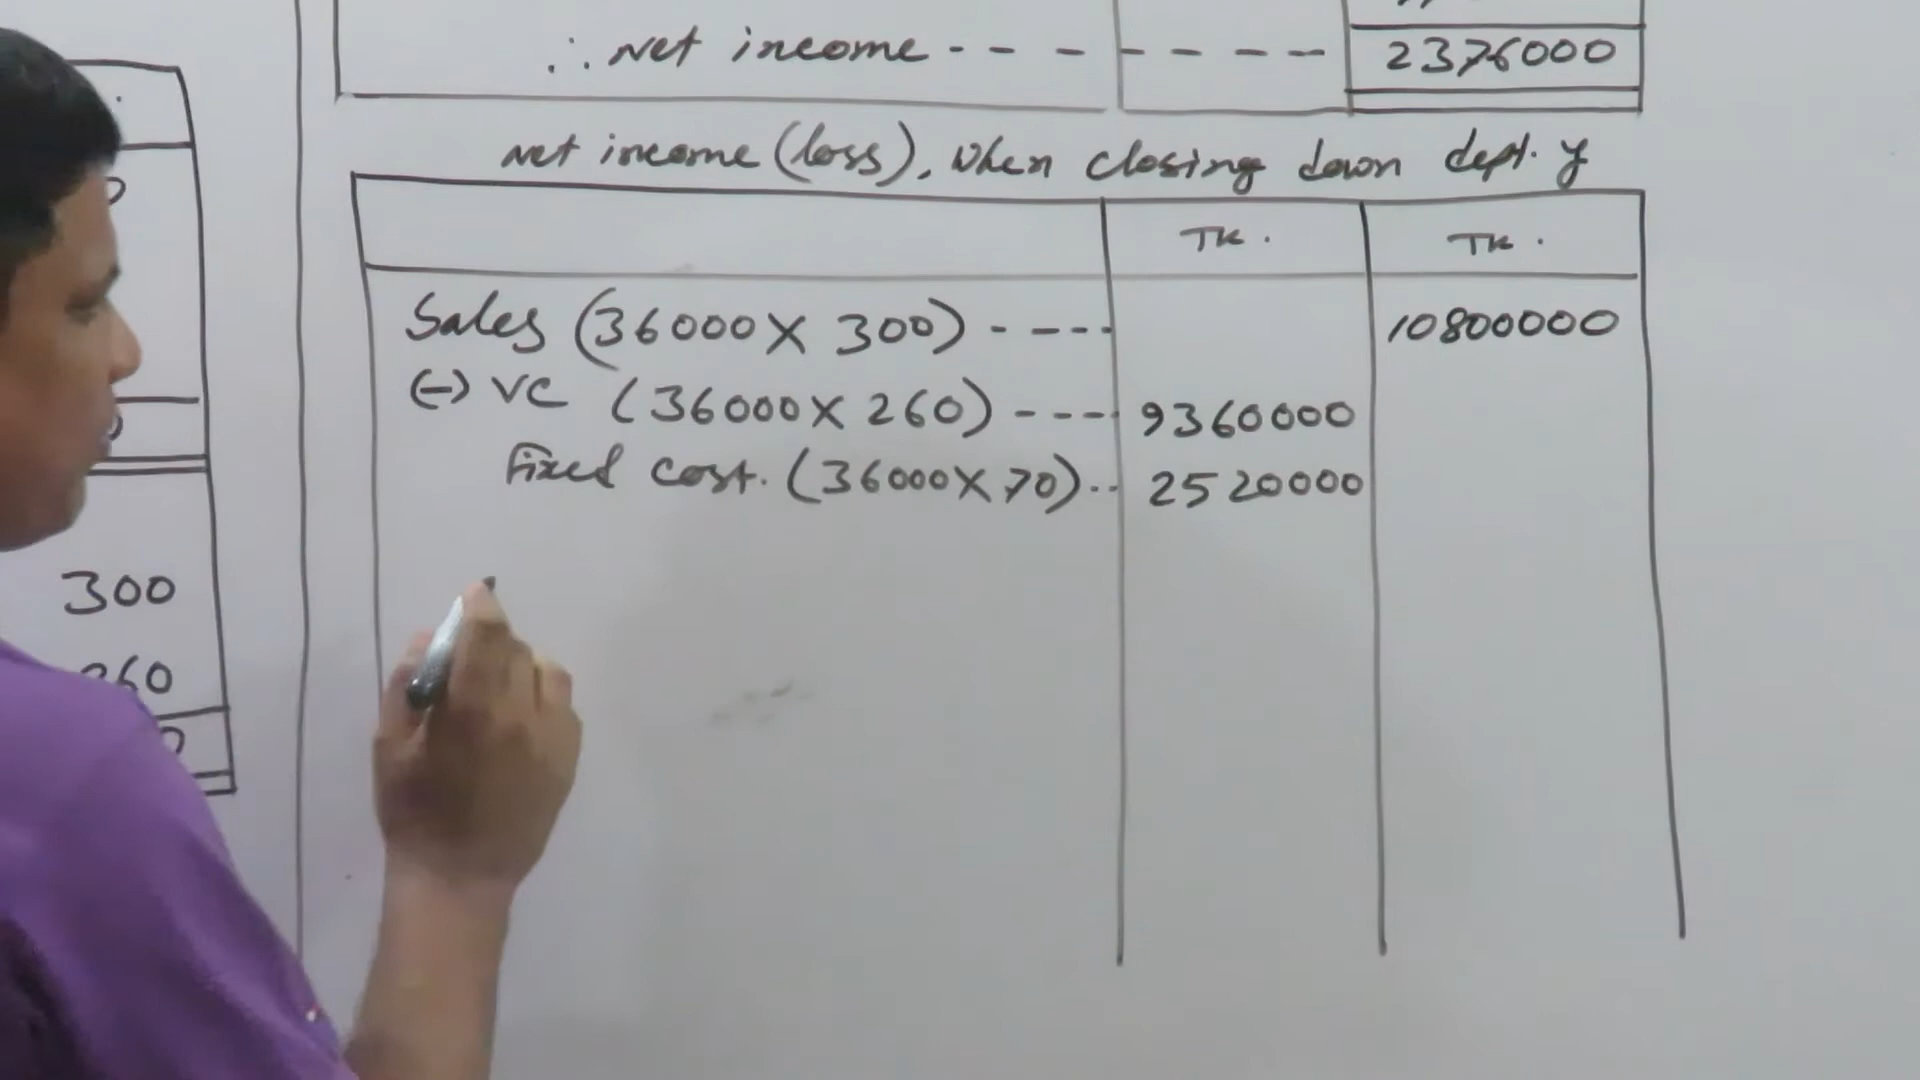 ∴ Net income - - - - - - - 2376000
Net income (loss), when closing down dept. y
TK. TK.
Sales (36000 X 300) - - - - 10800000
(-) VC (36000 X 260) - - - - 9360000
Fixed cost. (36000 X 70) .. 2520000
300
260